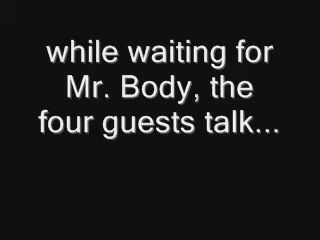 while waiting for
Mr. Body, the
four guests talk...